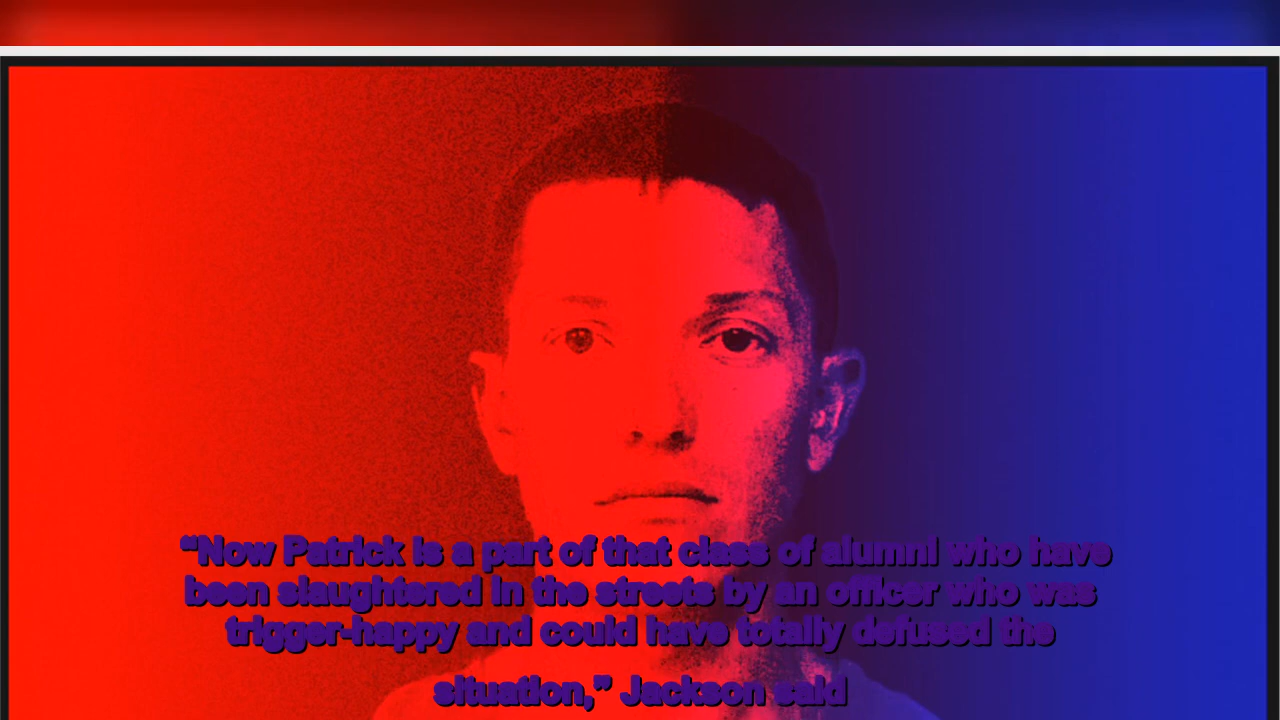 “Now Patrick is a part of that class of alumni who have
been slaughtered in the streets by an officer who was
trigger-happy and could have totally defused the
situation,” Jackson said